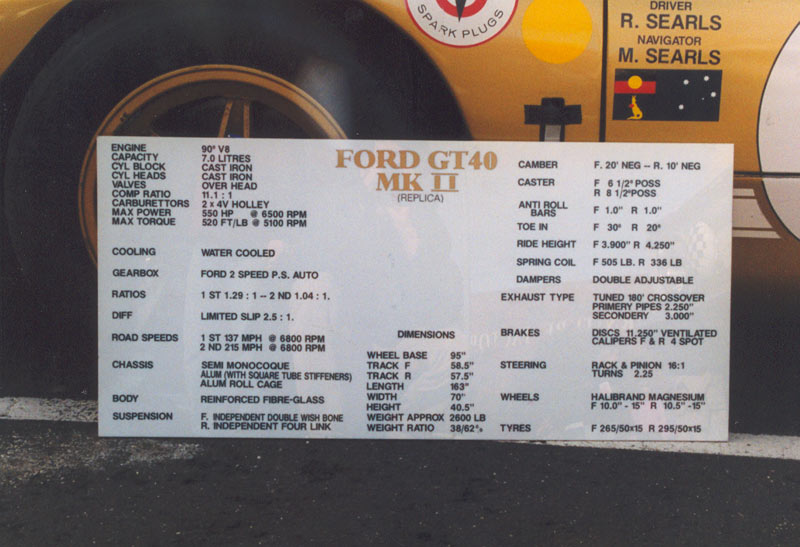 SPARK PLUGS
DRIVER
R. SEARLS
NAVIGATOR
M. SEARLS
FORD GT40
MK II
(REPLICA)
ENGINE 90° V8
CAPACITY 7.0 LITRES
CYL BLOCK CAST IRON
CYL HEADS CAST IRON
VALVES OVER HEAD
COMP RATIO 11.1 : 1
CARBURETTORS 2 x 4V HOLLEY
MAX POWER 550 HP @ 6500 RPM
MAX TORQUE 520 FT/LB @ 5100 RPM
COOLING WATER COOLED
GEARBOX FORD 2 SPEED P.S. AUTO
RATIOS 1 ST 1.29 : 1 -- 2 ND 1.04 : 1.
DIFF LIMITED SLIP 2.5 : 1.
ROAD SPEEDS 1 ST 137 MPH @ 6800 RPM
2 ND 215 MPH @ 6800 RPM
CHASSIS SEMI MONOCOQUE
ALUM (WITH SQUARE TUBE STIFFENERS)
ALUM ROLL CAGE
BODY REINFORCED FIBRE-GLASS
SUSPENSION F. INDEPENDENT DOUBLE WISH BONE
R. INDEPENDENT FOUR LINK
DIMENSIONS
WHEEL BASE 95"
TRACK F 58.5"
TRACK R 57.5"
LENGTH 163"
WIDTH 70"
HEIGHT 40.5"
WEIGHT APPROX 2600 LB
WEIGHT RATIO 38/62%
CAMBER F. 20' NEG -- R. 10' NEG
CASTER F 6 1/2° POSS
R 8 1/2° POSS
ANTI ROLL
BARS F 1.0" R 1.0"
TOE IN F 30° R 20°
RIDE HEIGHT F 3.900" R 4.250"
SPRING COIL F 505 LB. R 336 LB
DAMPERS DOUBLE ADJUSTABLE
EXHAUST TYPE TUNED 180' CROSSOVER
PRIMERY PIPES 2.250"
SECONDERY 3.000"
BRAKES DISCS 11.250" VENTILATED
CALIPERS F & R 4 SPOT
STEERING RACK & PINION 16:1
TURNS 2.25
WHEELS HALIBRAND MAGNESIUM
F 10.0" - 15" R 10.5" -15"
TYRES F 265/50x15 R 295/50x15